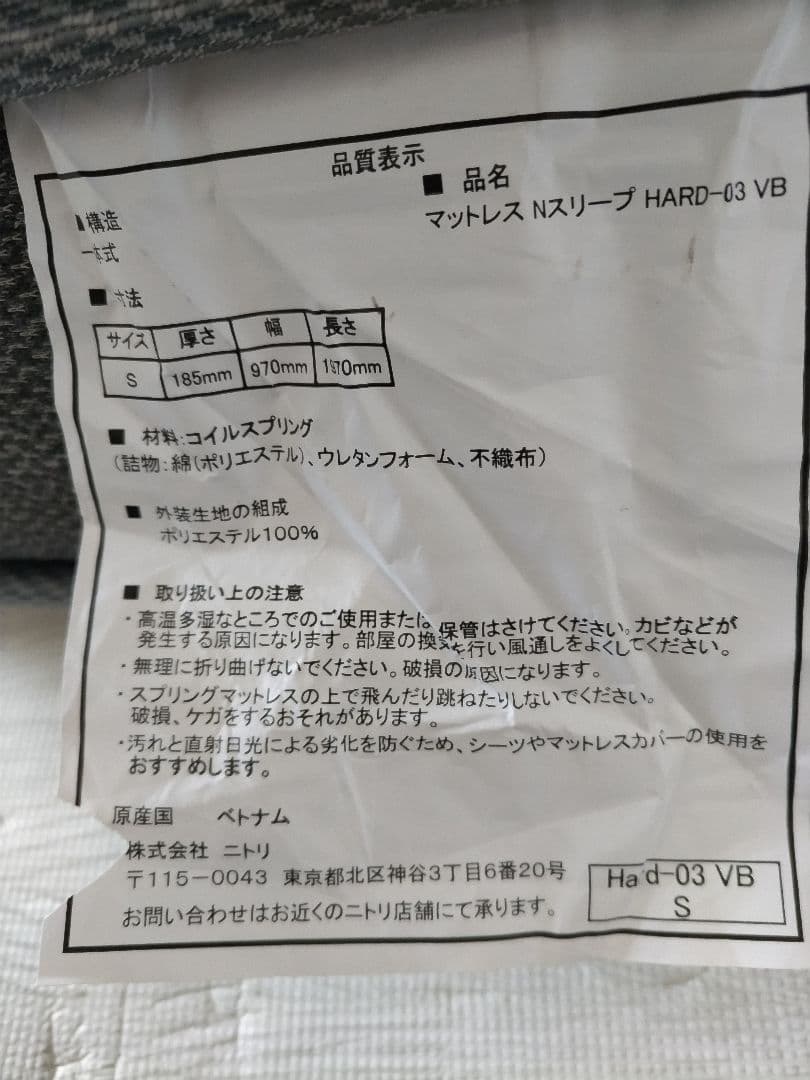 品質表示
■ 品名
マットレス Nスリープ HARD-03 VB
■構造
一体式
■ 寸法
サイズ 厚さ 幅 長さ
S 185mm 970mm 1970mm
■ 材料:コイルスプリング
(詰物:綿(ポリエステル)、ウレタンフォーム、不織布)
■ 外装生地の組成
ポリエステル100%
■ 取り扱い上の注意
・高温多湿なところでのご使用または保管はさけてください。カビなどが
発生する原因になります。部屋の換気を行い風通しをよくしてください。
・無理に折り曲げないでください。破損の原因になります。
・スプリングマットレスの上で飛んだり跳ねたりしないでください。
破損、ケガをするおそれがあります。
・汚れと直射日光による劣化を防ぐため、シーツやマットレスカバーの使用を
おすすめします。
原産国 ベトナム
株式会社 ニトリ
〒115-0043 東京都北区神谷3丁目6番20号
お問い合わせはお近くのニトリ店舗にて承ります。
Hard-03 VB
S